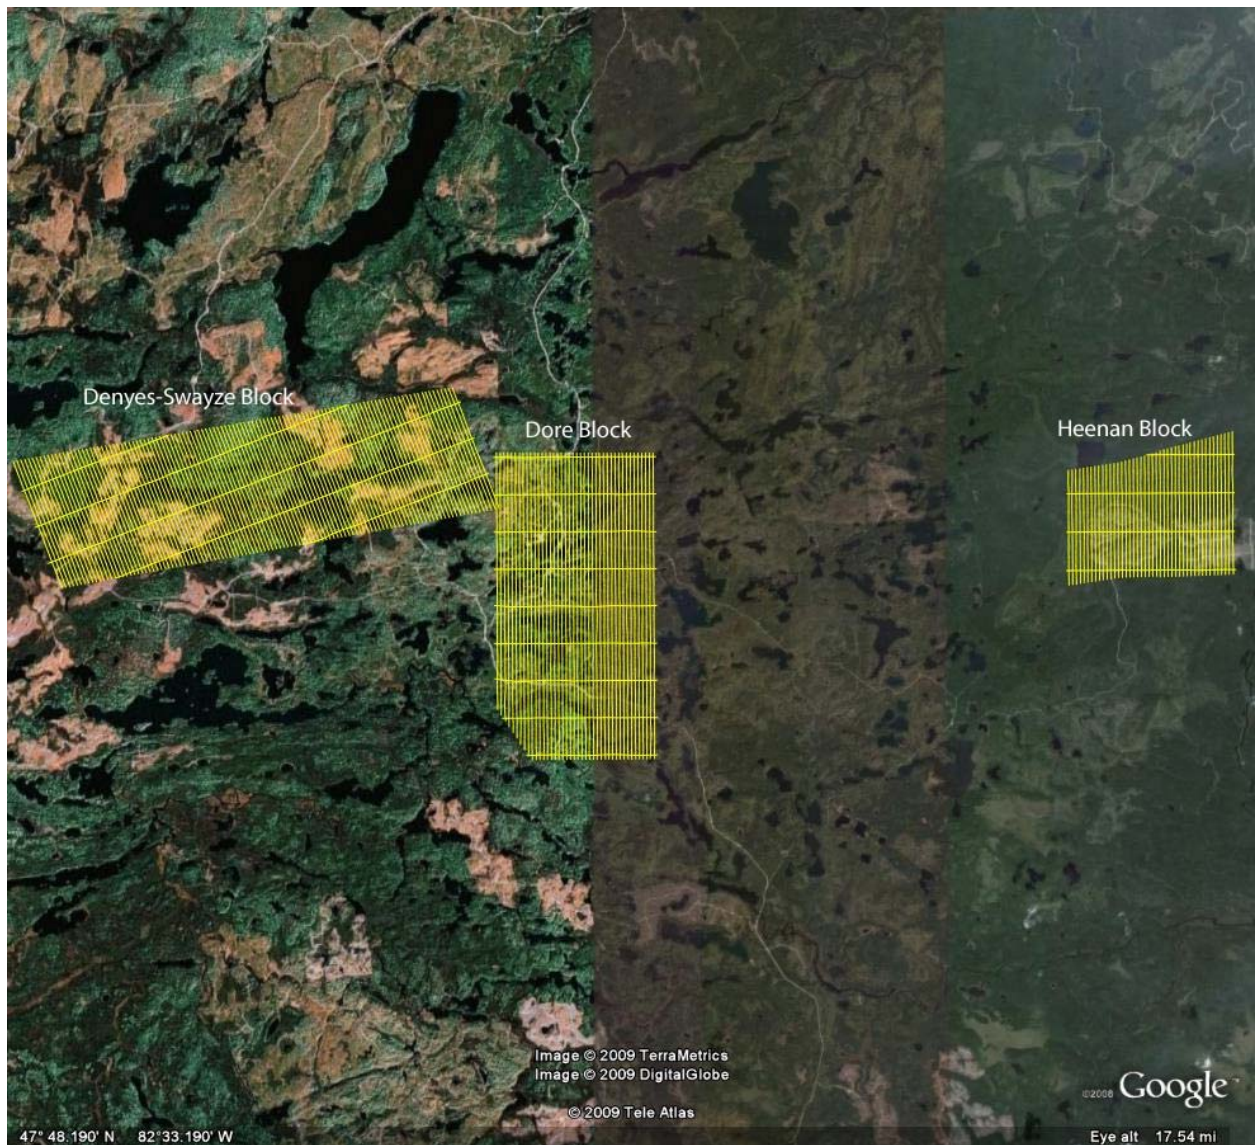 Denyes-Swayze Block
Dore Block
Heenan Block
Image © 2009 TerraMetrics
Image © 2009 DigitalGlobe
© 2009 Tele Atlas
©2008 Google™
47° 48.190' N 82° 33.190' W
Eye alt 17.54 mi